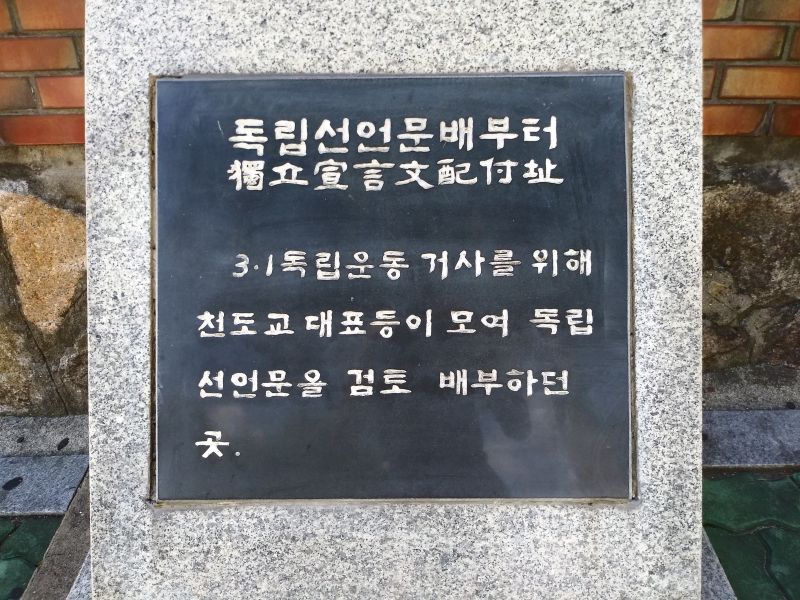 독립선언문배부터
獨立宣言文配付址
3·1독립운동 거사를 위해
천도교 대표등이 모여 독립
선언문을 검토 배부하던
곳.